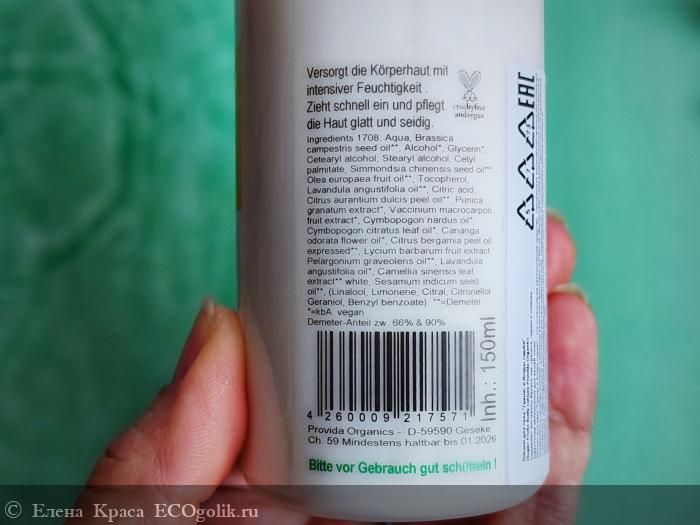 Versorgt die Körperhaut mit
intensiver Feuchtigkeit .
Zieht schnell ein und pflegt
die Haut glatt und seidig.
crueltyfree
andvegan
Ingredients 1708: Aqua, Brassica
campestris seed oil**, Alcohol*, Glycerin*,
Cetearyl alcohol, Stearyl alcohol, Cetyl
palmitate, Simmondsia chinensis seed oil**
Olea europaea fruit oil**, Tocopherol,
Lavandula angustifolia oil**, Citric acid,
Citrus aurantium dulcis peel oil**, Punica
granatum extract*, Vaccinium macrocarpon
fruit extract*, Cymbopogon nardus oil*,
Cymbopogon citratus leaf oil*, Cananga
odorata flower oil*, Citrus bergamia peel oil
expressed**, Lycium barbarum fruit extract,
Pelargonium graveolens oil**, Lavandula
angustifolia oil*, Camellia sinensis leaf
extract** white, Sesamum indicum seed
oil**, (Linalool, Limonene, Citral, Citronellol
Geraniol, Benzyl benzoate). **=Demeter
*=kbA vegan
Demeter-Anteil zw. 66% & 90%
Inh.: 150ml
4 260009 217571
Provida Organics - D-59590 Geseke
Ch. 59 Mindestens haltbar bis 01.2026
Bitte vor Gebrauch gut schütteln !
EAC
© Елена Краса ECOgolik.ru